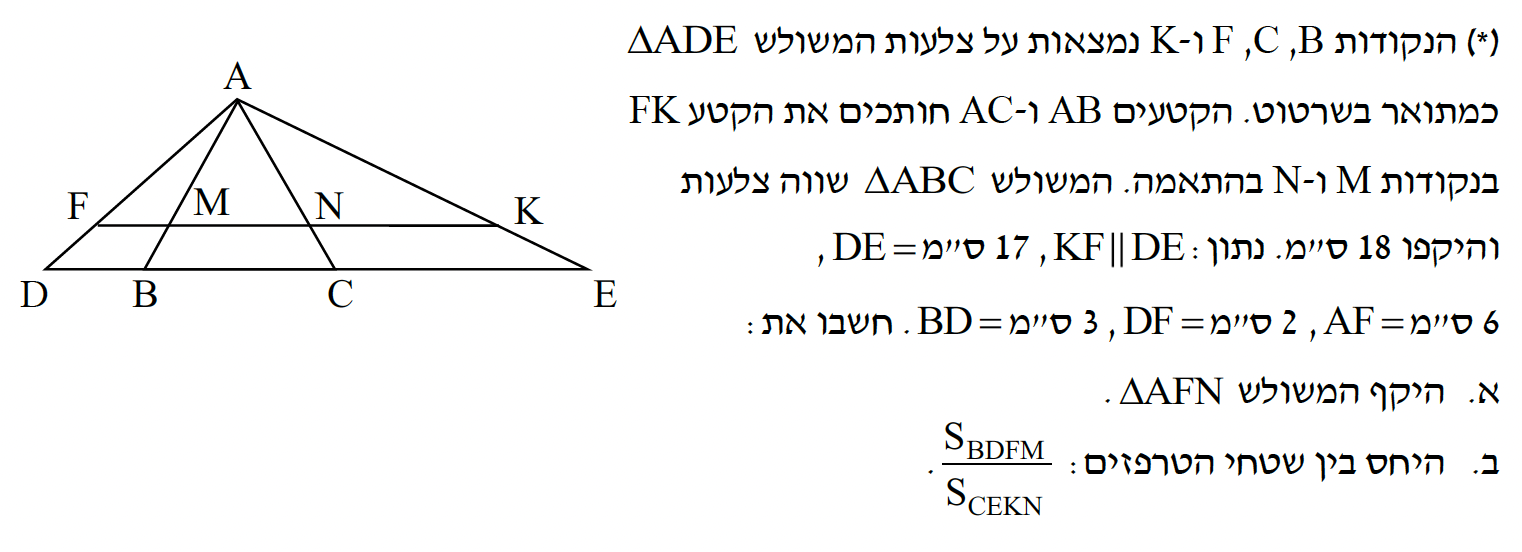 (*) הנקודות B, C, F ו-K נמצאות על צלעות המשולש ΔADE
כמתואר בשרטוט. הקטעים AB ו-AC חותכים את הקטע FK
בנקודות M ו-N בהתאמה. המשולש ΔABC שווה צלעות
והיקפו 18 ס״מ. נתון: KF || DE, 17 ס״מ = DE,
6 ס״מ = AF, 2 ס״מ = DF, 3 ס״מ = BD. חשבו את:
א. היקף המשולש ΔAFN.
ב. היחס בין שטחי הטרפזים: S_BDFM / S_CEKN.
A
F M N K
D B C E